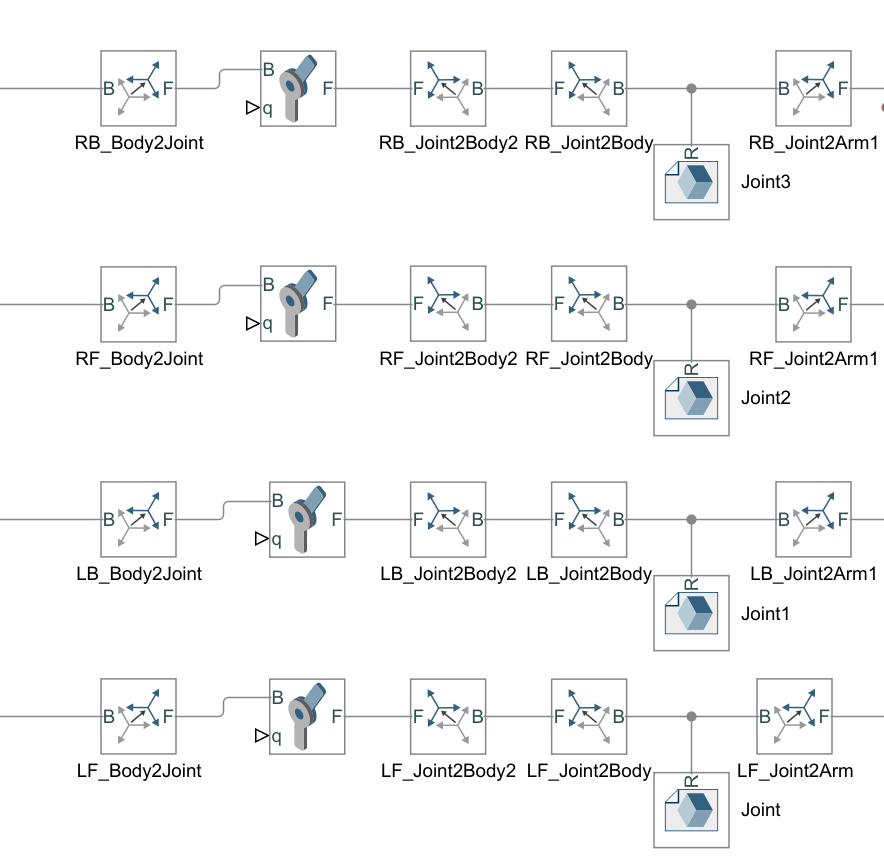 B F B q F F B F B B F
RB_Body2Joint RB_Joint2Body2 RB_Joint2Body RB_Joint2Arm1
R
Joint3
B F B q F F B F B B F
RF_Body2Joint RF_Joint2Body2 RF_Joint2Body RF_Joint2Arm1
R
Joint2
B F B q F F B F B B F
LB_Body2Joint LB_Joint2Body2 LB_Joint2Body LB_Joint2Arm1
R
Joint1
B F B q F F B F B B F
LF_Body2Joint LF_Joint2Body2 LF_Joint2Body LF_Joint2Arm
R
Joint